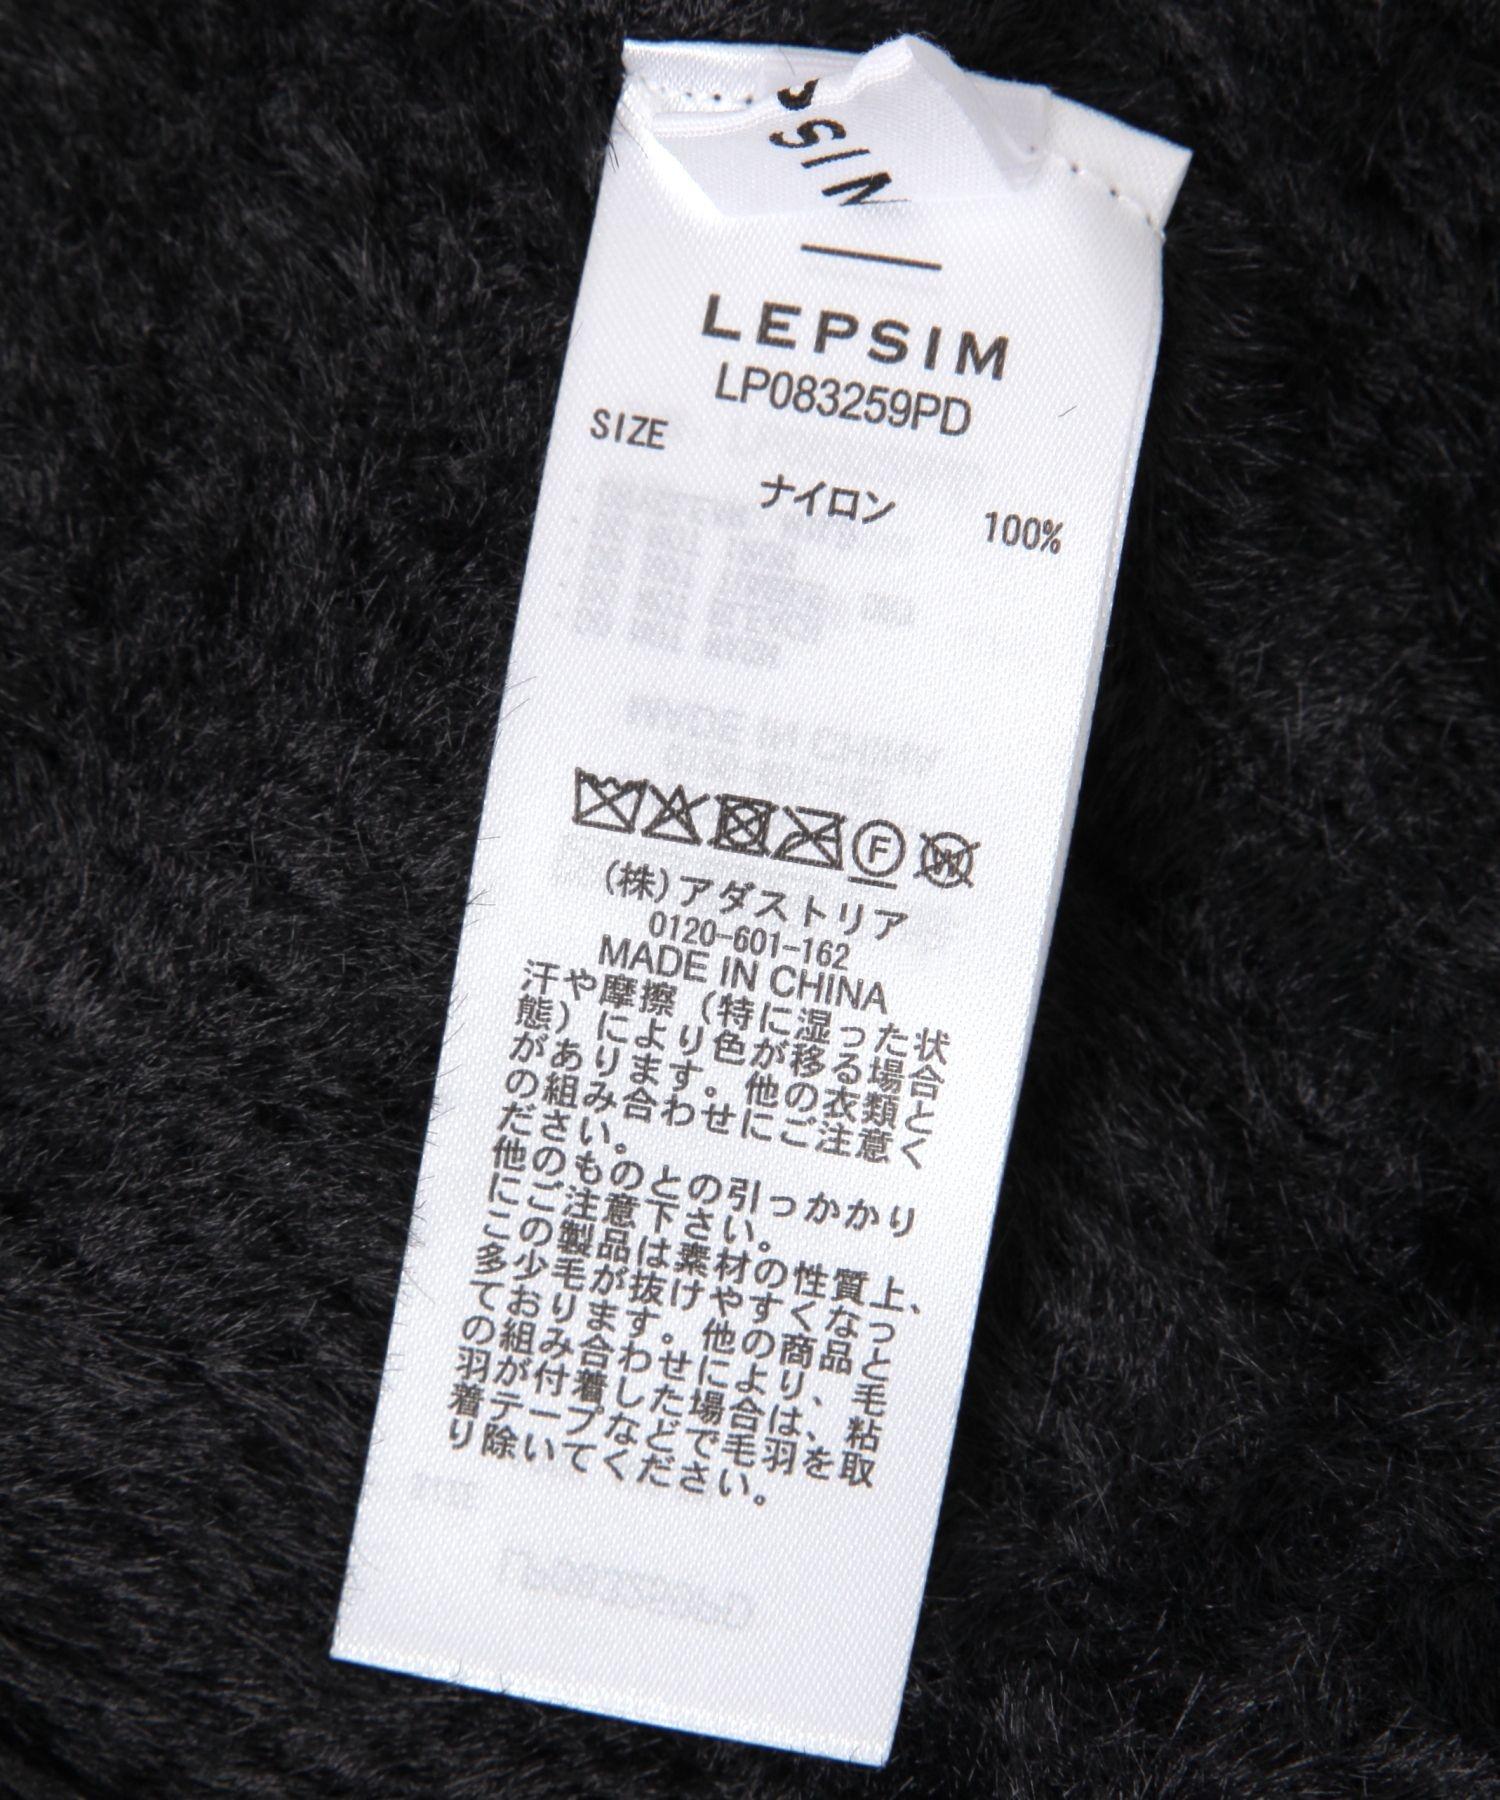 SSIN
LEPSIM
LP083259PD
SIZE
ナイロン 100%
F W
(株)アダストリア
0120-601-162
MADE IN CHINA
汗や摩擦(特に湿った状
態)により色が移る場合
があります。他の衣類と
の組み合わせにご注意く
ださい。
他のものとの引っかかり
にご注意下さい。
この製品は素材の性質上、
多少毛が抜けやすくなっ
ております。他の商品と
の組み合わせにより、毛
羽が付着した場合は、粘
着テープなどで毛羽を取
り除いてください。